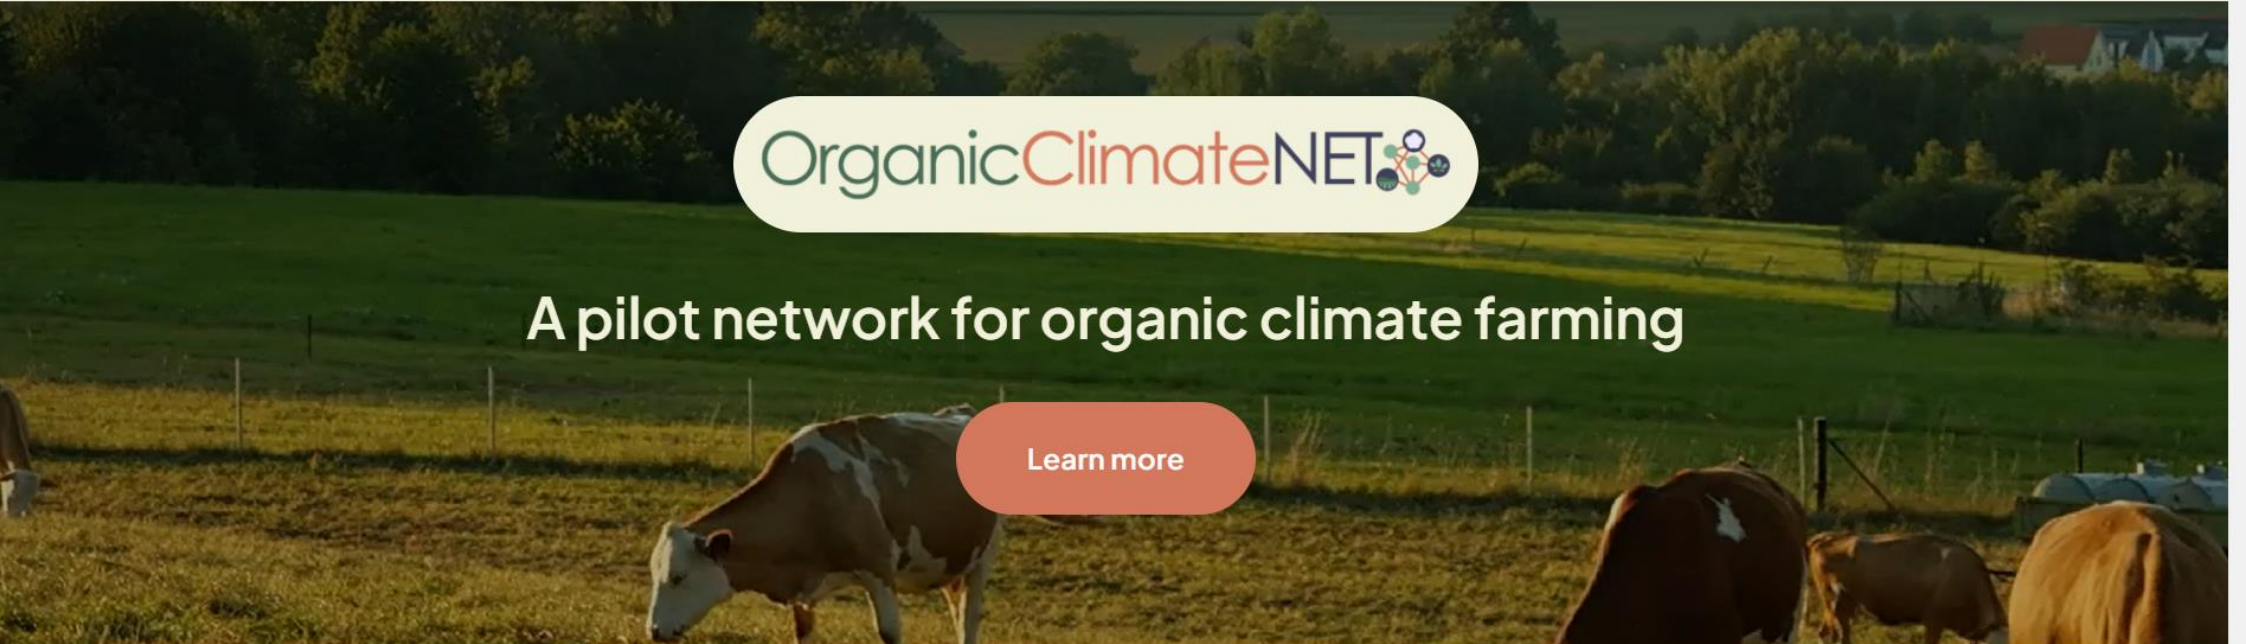 OrganicClimateNET
A pilot network for organic climate farming
Learn more